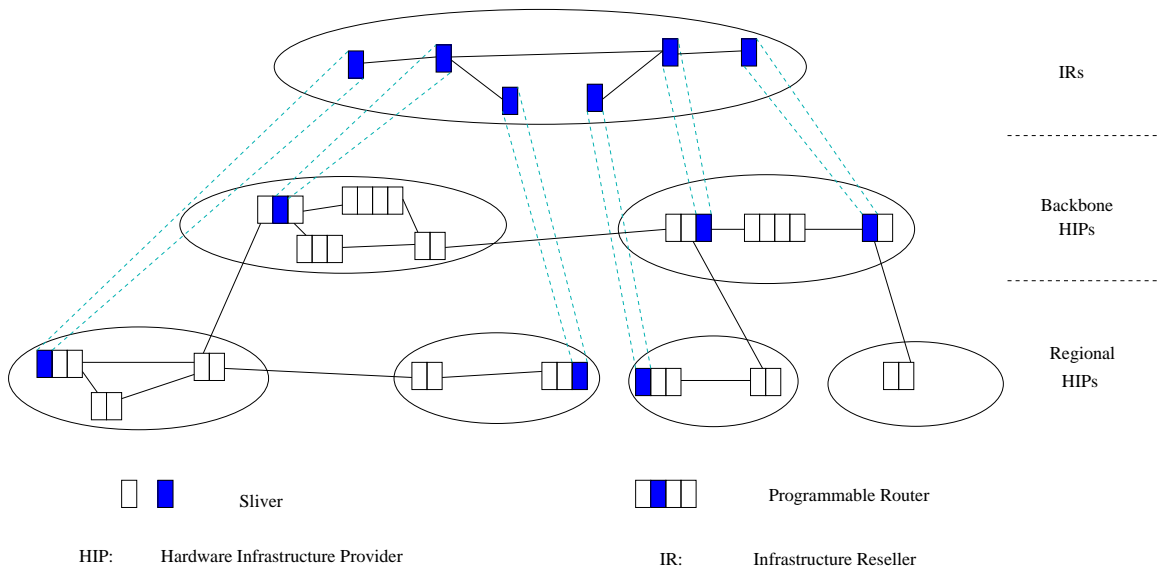 IRs
Backbone
HIPs
Regional
HIPs
Sliver
Programmable Router
HIP: Hardware Infrastructure Provider
IR: Infrastructure Reseller